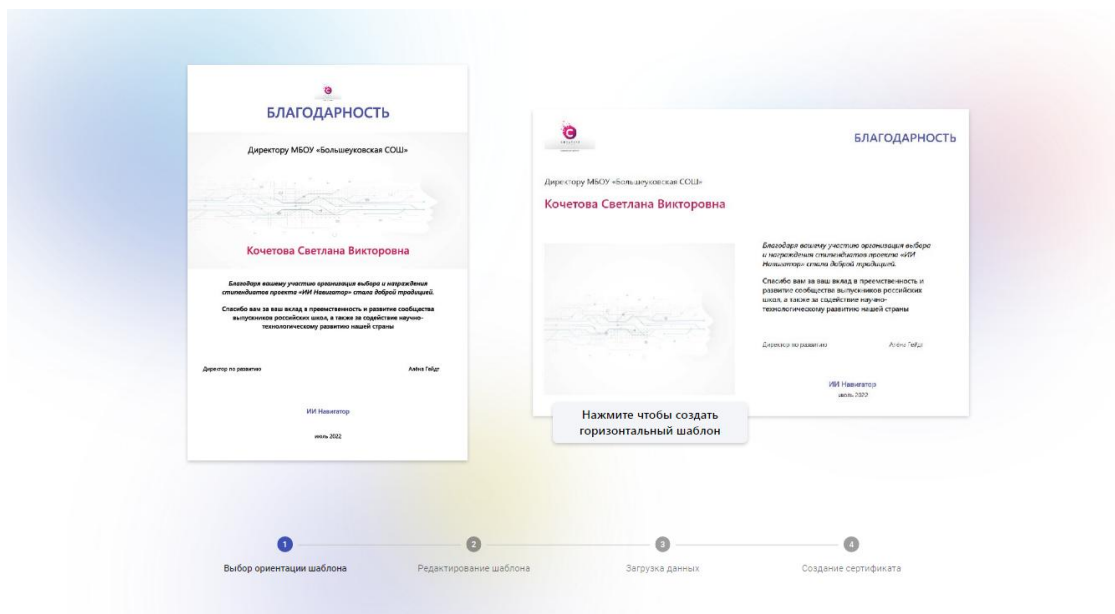 БЛАГОДАРНОСТЬ
Директору МБОУ «Большеуковская СОШ»
Кочетова Светлана Викторовна
Благодаря вашему участию организация выбора и награждения
стипендиатов проекта «ИИ Навигатор» стала доброй традицией.
Спасибо вам за ваш вклад в преемственность и развитие сообщества
выпускников российских школ, а также за содействие научно-
технологическому развитию нашей страны
Директор по развитию
Алёна Гейдт
ИИ Навигатор
июль 2022
БЛАГОДАРНОСТЬ
Директору МБОУ «Большеуковская СОШ»
Кочетова Светлана Викторовна
Благодаря вашему участию организация выбора
и награждения стипендиатов проекта «ИИ
Навигатор» стала доброй традицией.
Спасибо вам за ваш вклад в преемственность и
развитие сообщества выпускников российских
школ, а также за содействие научно-
технологическому развитию нашей страны
Директор по развитию
Алёна Гейдт
ИИ Навигатор
июль 2022
Нажмите чтобы создать
горизонтальный шаблон
1
2
3
4
Выбор ориентации шаблона
Редактирование шаблона
Загрузка данных
Создание сертификата